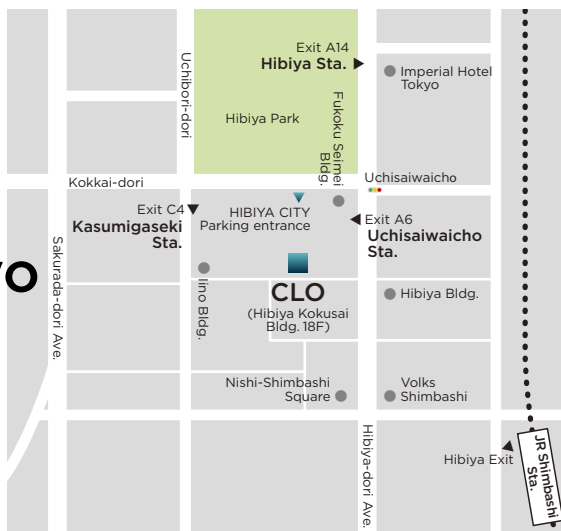 Exit A14
Hibiya Sta.
Imperial Hotel
Tokyo
Uchibori-dori
Hibiya Park
Fukoku Seimei
Bldg.
Kokkai-dori
Uchisaiwaicho
Exit C4
Kasumigaseki
Sta.
HIBIYA CITY
Parking entrance
Exit A6
Uchisaiwaicho
Sta.
Sakurada-dori Ave.
Iino Bldg.
CLO
(Hibiya Kokusai
Bldg. 18F)
Hibiya Bldg.
Nishi-Shimbashi
Square
Volks
Shimbashi
Hibiya-dori Ave.
Hibiya Exit
JR Shimbashi
Sta.